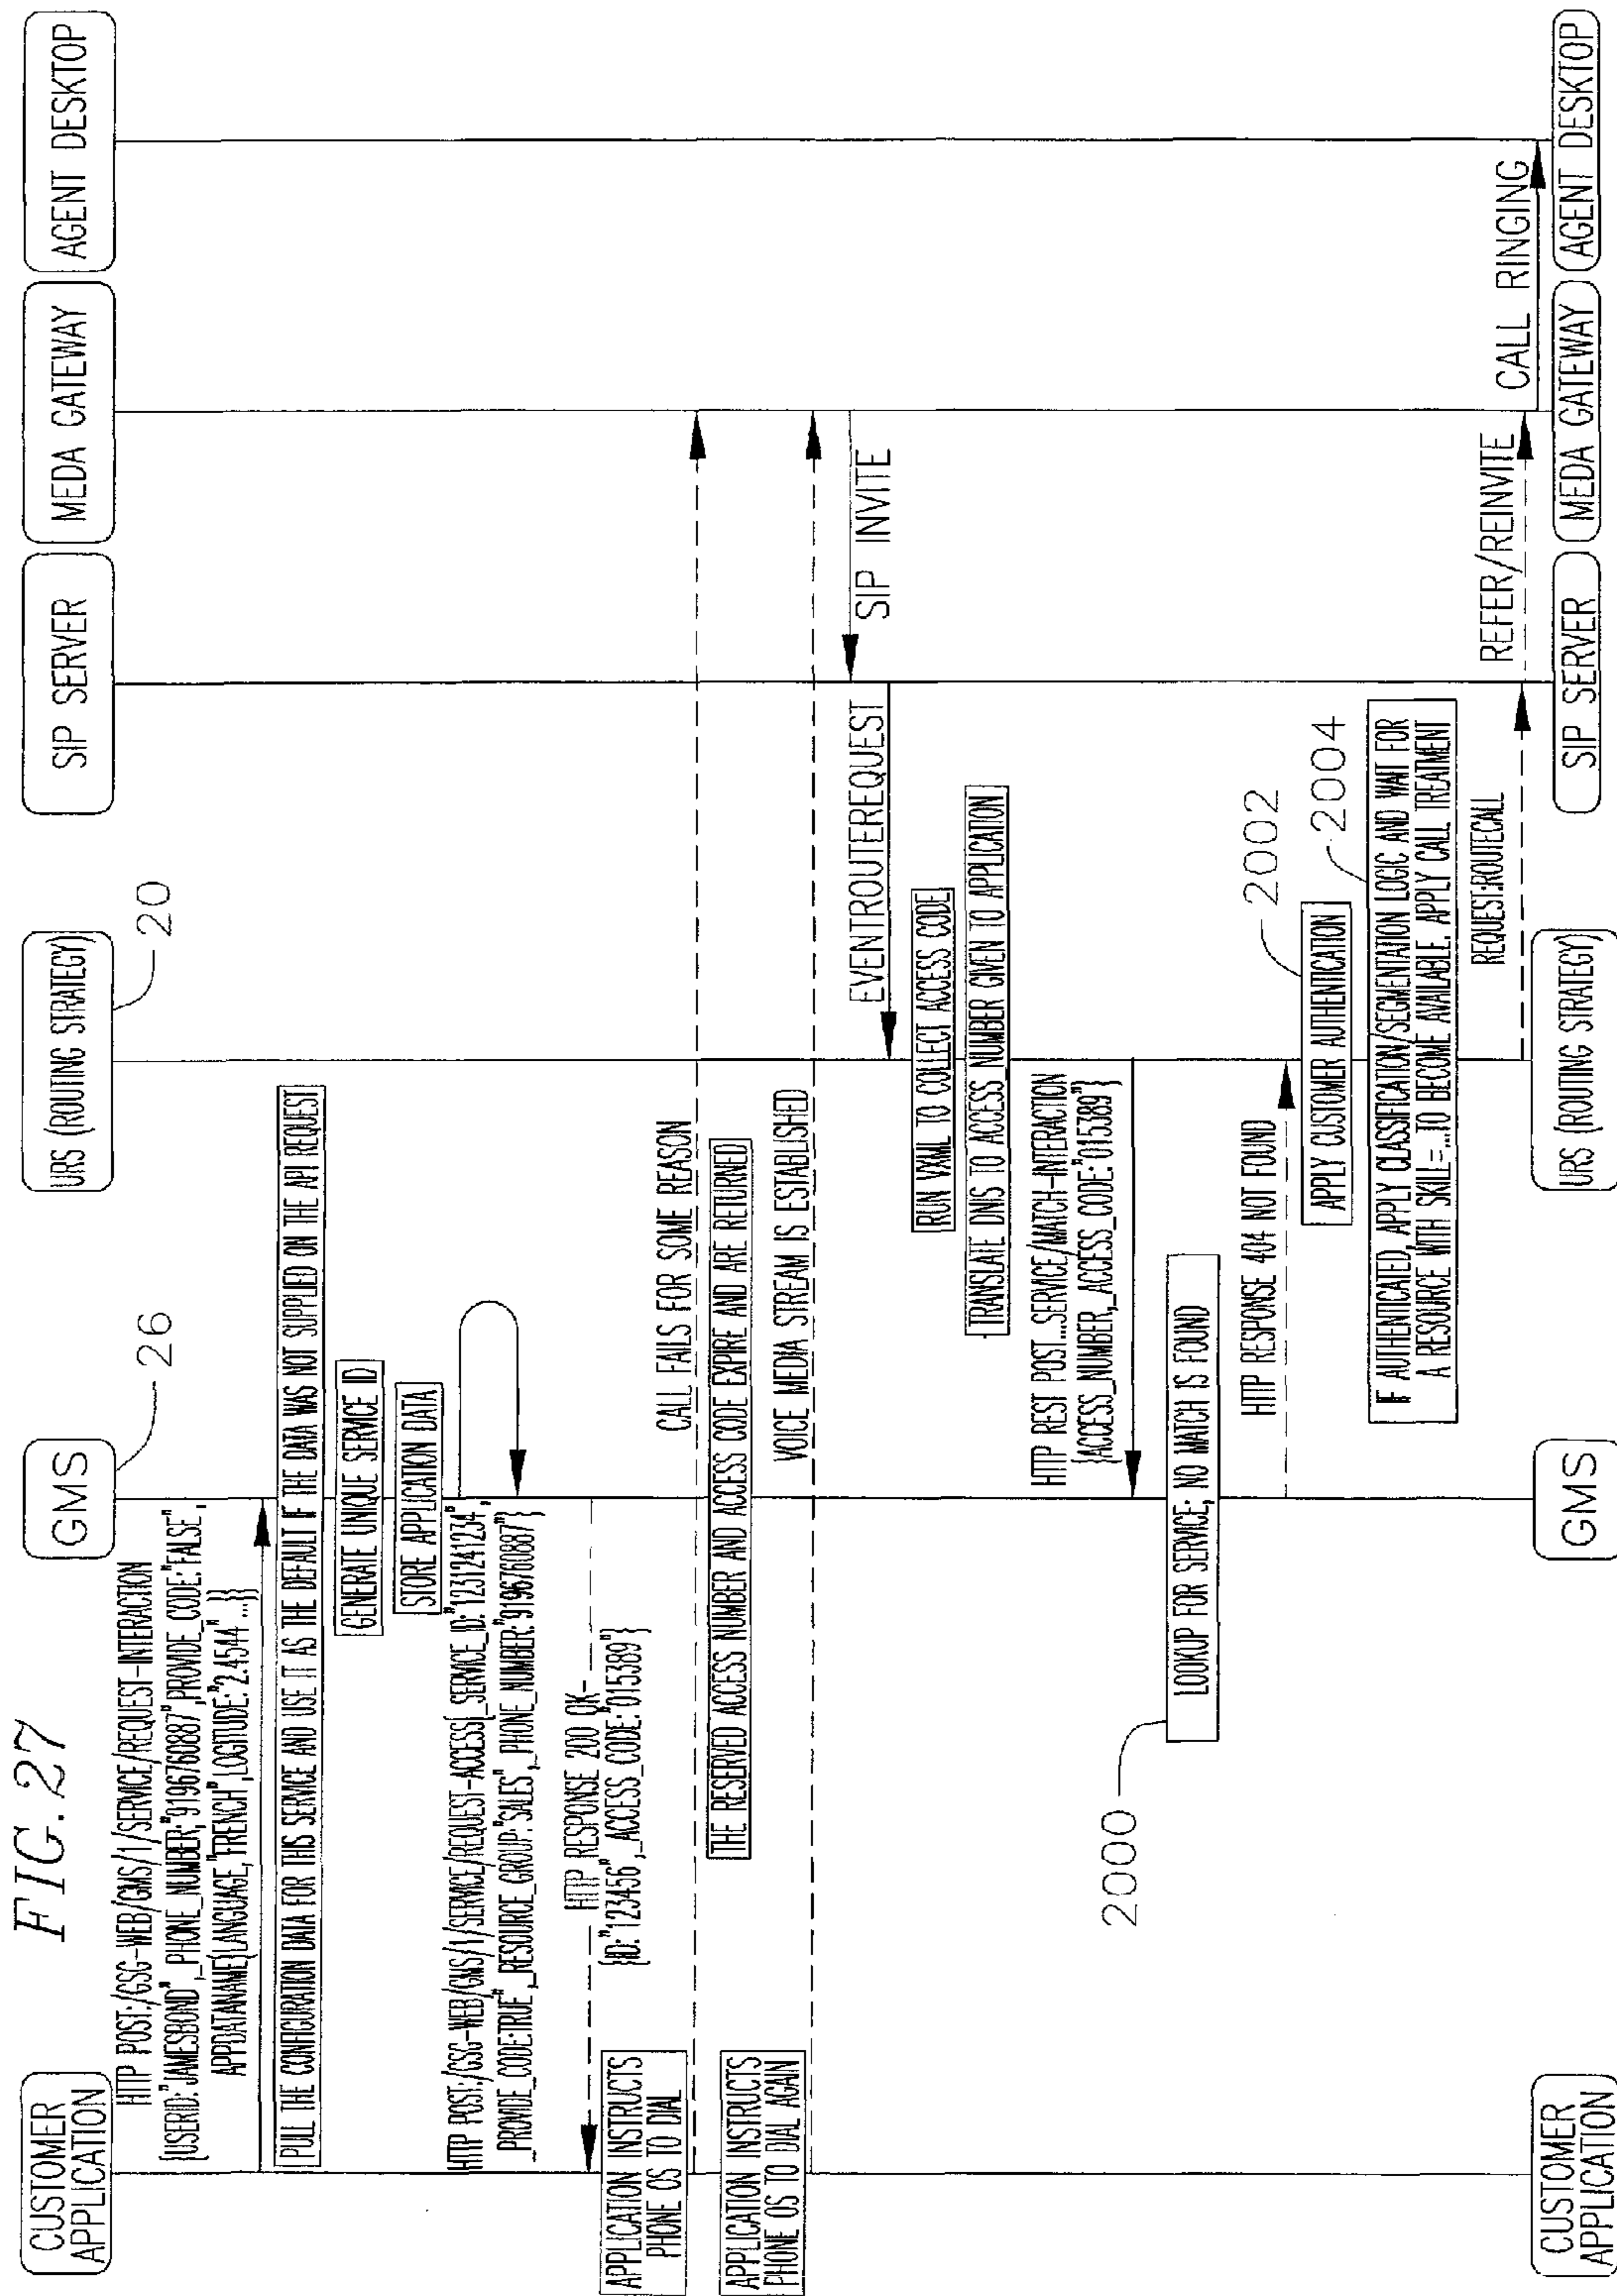 FIG. 27
CUSTOMER
APPLICATION
GMS
26
URS (ROUTING STRATEGY)
20
SIP SERVER
MEDA GATEWAY
AGENT DESKTOP
HTTP POST:/GSG-WEB/GMS/1/SERVICE/REQUEST-INTERACTION
{USERID:"JAMESBOND",_PHONE_NUMBER;"9196760887",PROVIDE_CODE:"FALSE",
APPDATANAME{LANGUAGE,"TRENCH",LOGITUDE:"2.4544"...}}
PULL THE CONFIGURATION DATA FOR THIS SERVICE AND USE IT AS THE DEFAULT IF THE DATA WAS NOT SUPPLIED ON THE API REQUEST
GENERATE UNIQUE SERVICE ID
STORE APPLICATION DATA
HTTP POST:/GSG-WEB/GMS/1/SERVICE/REQUEST-ACCESS{_SERVICE_ID:"1231241234",
_PROVIDE_CODE:TRUE",_RESOURCE_GROUP:"SALES",_PHONE_NUMBER:"9196760887"}
HTTP RESPONSE 200 OK-
{ID:"123456",_ACCESS_CODE:"015389"}
APPLICATION INSTRUCTS
PHONE OS TO DIAL
CALL FAILS FOR SOME REASON
THE RESERVED ACCESS NUMBER AND ACCESS CODE EXPIRE AND ARE RETURNED
APPLICATION INSTRUCTS
PHONE OS TO DIAL AGAIN
VOICE MEDIA STREAM IS ESTABLISHED
SIP INVITE
EVENTROUTEREQUEST
RUN VXML TO COLLECT ACCESS CODE
TRANSLATE DNIS TO ACCESS_NUMBER GIVEN TO APPLICATION
HTTP REST POST...SERVICE/MATCH-INTERACTION
{ACCESS_NUMBER,_ACCESS_CODE:"015389"}
2000
LOOKUP FOR SERVICE; NO MATCH IS FOUND
HTTP RESPONSE 404 NOT FOUND
APPLY CUSTOMER AUTHENTICATION
2002
IF AUTHENTICATED, APPLY CLASSIFICATION/SEGMENTATION LOGIC AND WAIT FOR
A RESOURCE WITH SKILL=...TO BECOME AVAILABLE. APPLY CALL TREATMENT
2004
REQUEST:ROUTECALL
REFER/REINVITE
CALL RINGING
CUSTOMER
APPLICATION
GMS
URS (ROUTING STRATEGY)
SIP SERVER
MEDA GATEWAY
AGENT DESKTOP